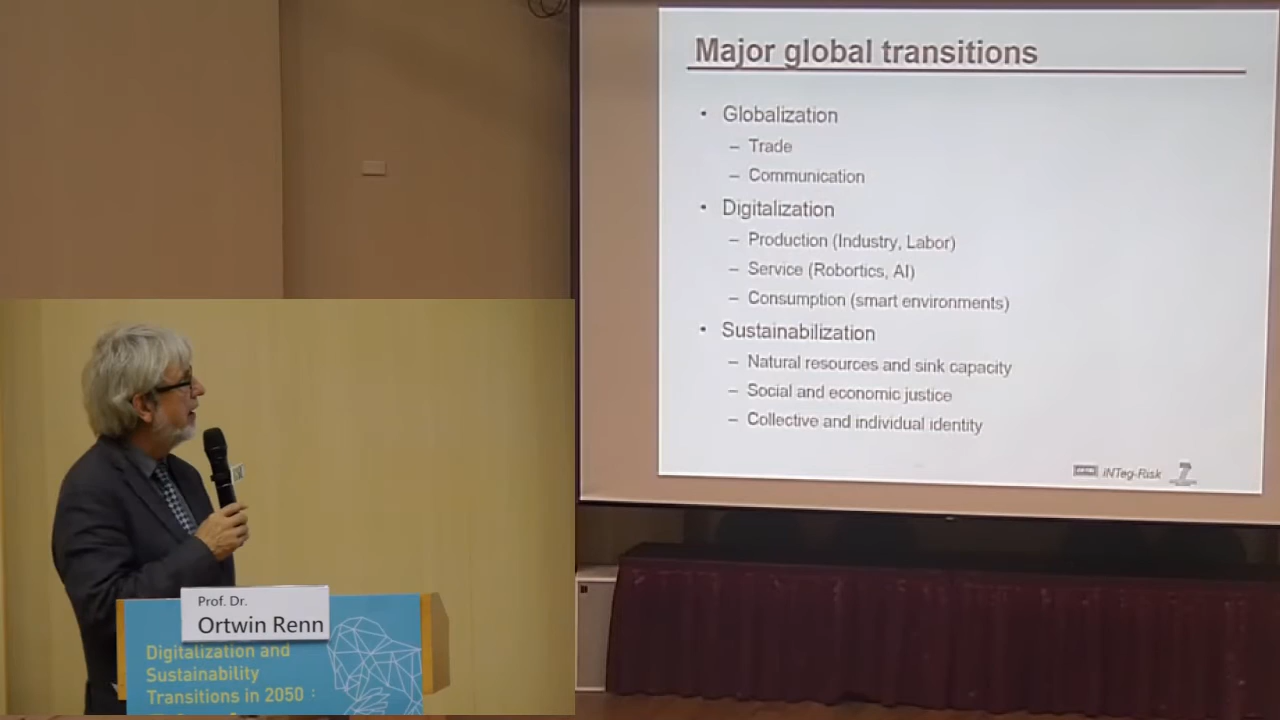 Major global transitions
• Globalization
– Trade
– Communication
• Digitalization
– Production (Industry, Labor)
– Service (Robortics, AI)
– Consumption (smart environments)
• Sustainabilization
– Natural resources and sink capacity
– Social and economic justice
– Collective and individual identity
iNTeg-Risk
Prof. Dr.
Ortwin Renn
Digitalization and
Sustainability
Transitions in 2050 :